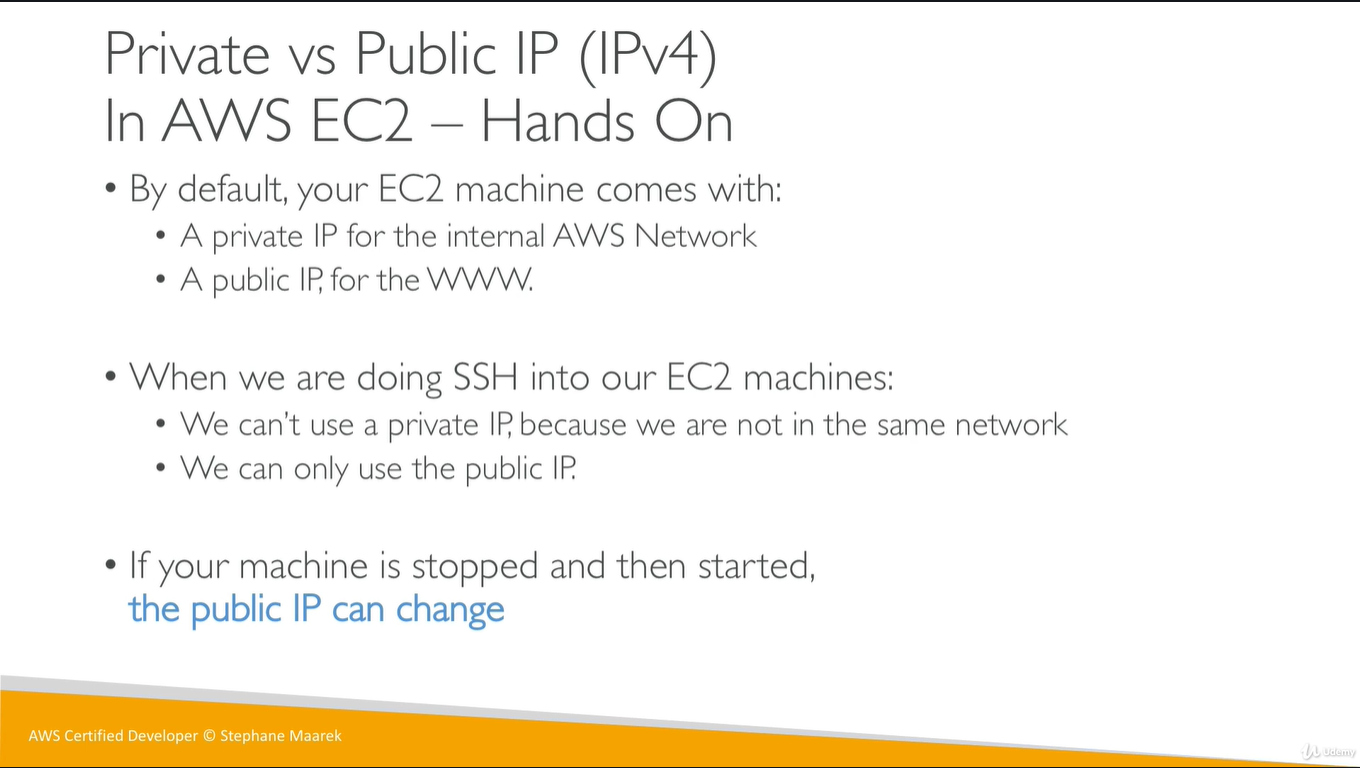 Private vs Public IP (IPv4)
In AWS EC2 – Hands On
• By default, your EC2 machine comes with:
• A private IP for the internal AWS Network
• A public IP, for the WWW.
• When we are doing SSH into our EC2 machines:
• We can't use a private IP, because we are not in the same network
• We can only use the public IP.
• If your machine is stopped and then started,
the public IP can change
AWS Certified Developer © Stephane Maarek
Udemy